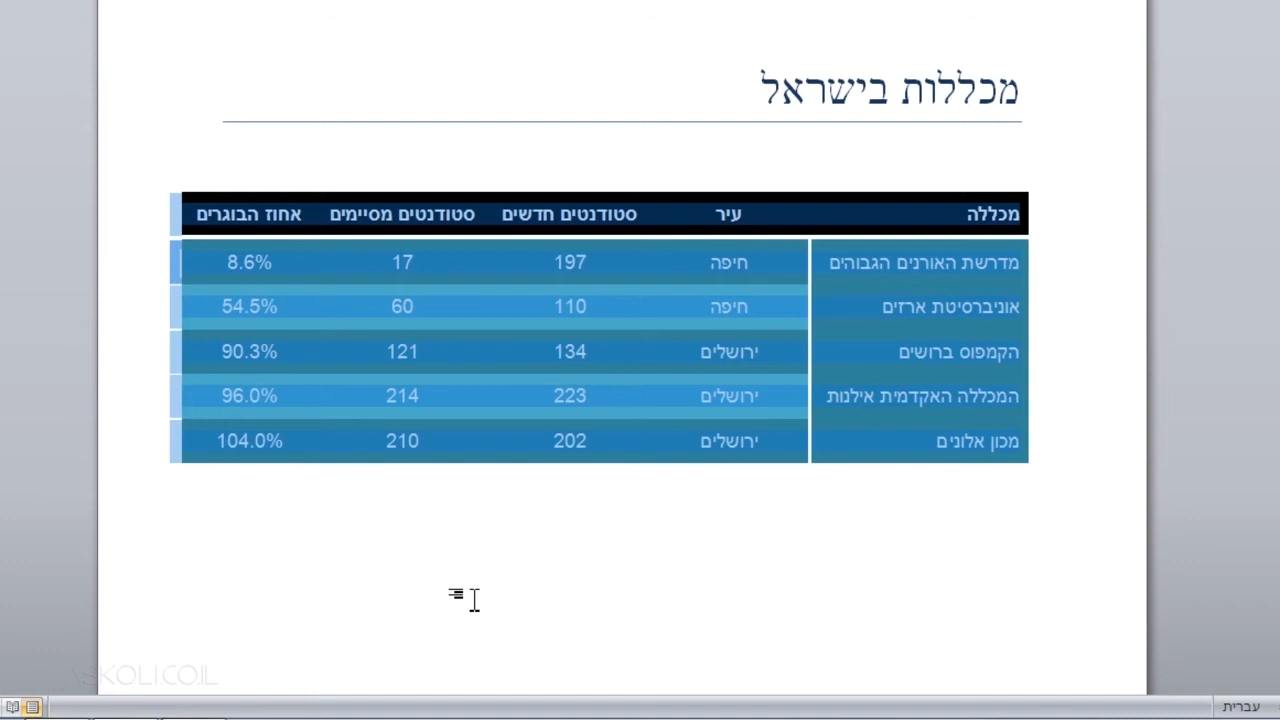 מכללות בישראל
מכללה עיר סטודנטים חדשים סטודנטים מסיימים אחוז הבוגרים
מדרשת האורנים הגבוהים חיפה 197 17 8.6%
אוניברסיטת ארזים חיפה 110 60 54.5%
הקמפוס ברושים ירושלים 134 121 90.3%
המכללה האקדמית אילנות ירושלים 223 214 96.0%
מכון אלונים ירושלים 202 210 104.0%
עברית